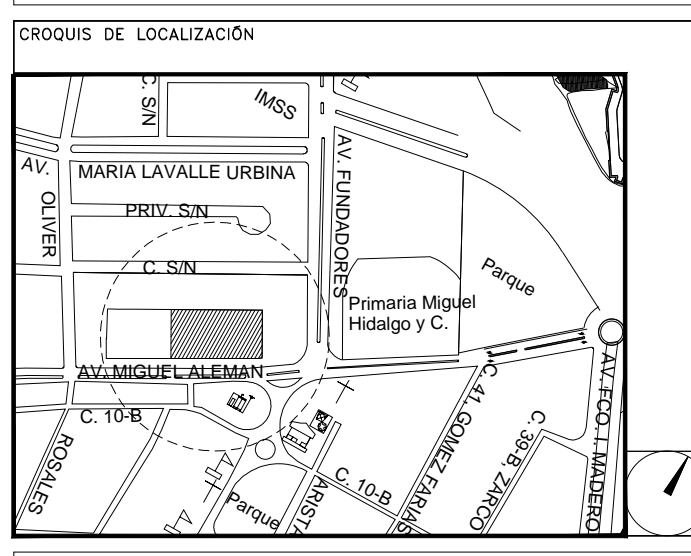 CROQUIS DE LOCALIZACIÓN
C. S/N
IMSS
AV.
MARIA LAVALLE URBINA
AV. FUNDADORES
OLIVER
PRIV. S/N
C. S/N
Parque
Primaria Miguel
Hidalgo y C.
AV. MIGUEL ALEMAN
C. 10-B
ROSALES
C. 41, GOMEZ FARIAS
C. 39-B, ZARCO
AV. FCO. I. MADERO
C. 10-B
ARISTA
Parque